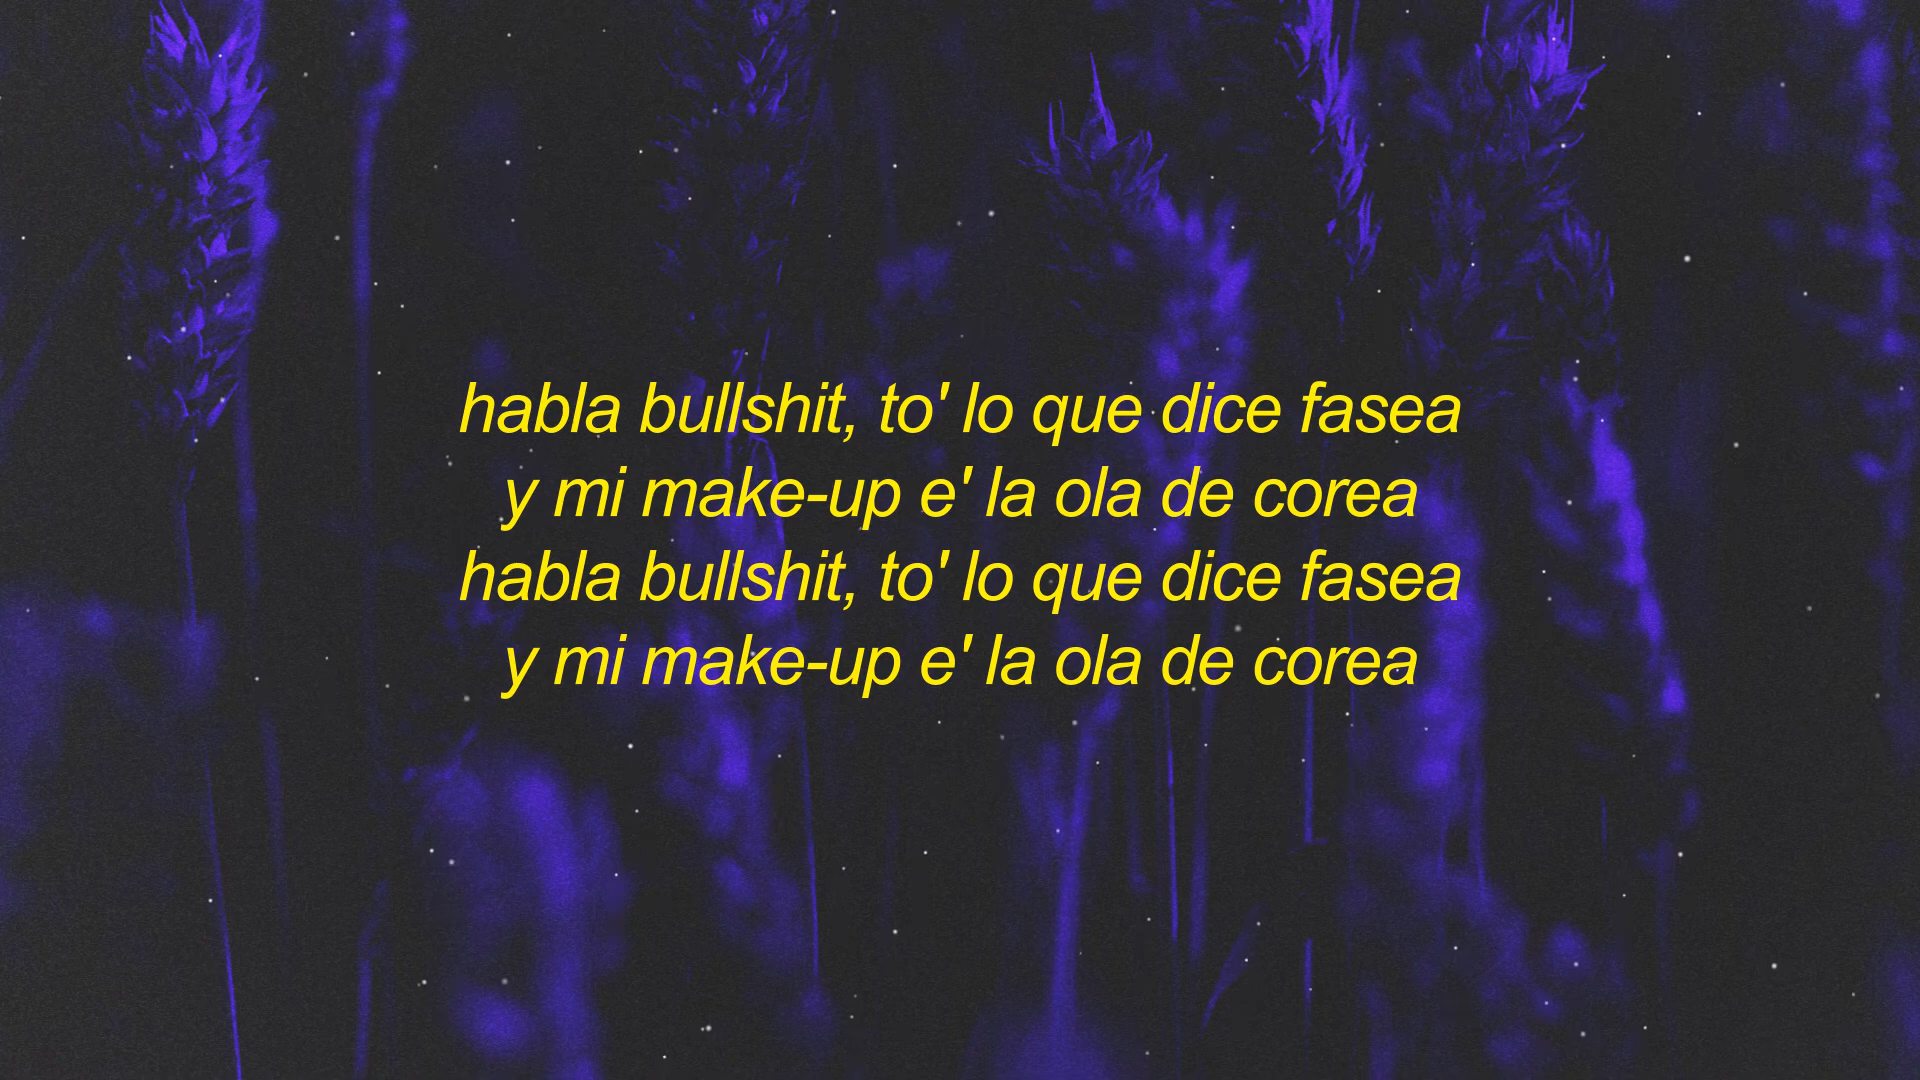 habla bullshit, to' lo que dice fasea
y mi make-up e' la ola de corea
habla bullshit, to' lo que dice fasea
y mi make-up e' la ola de corea